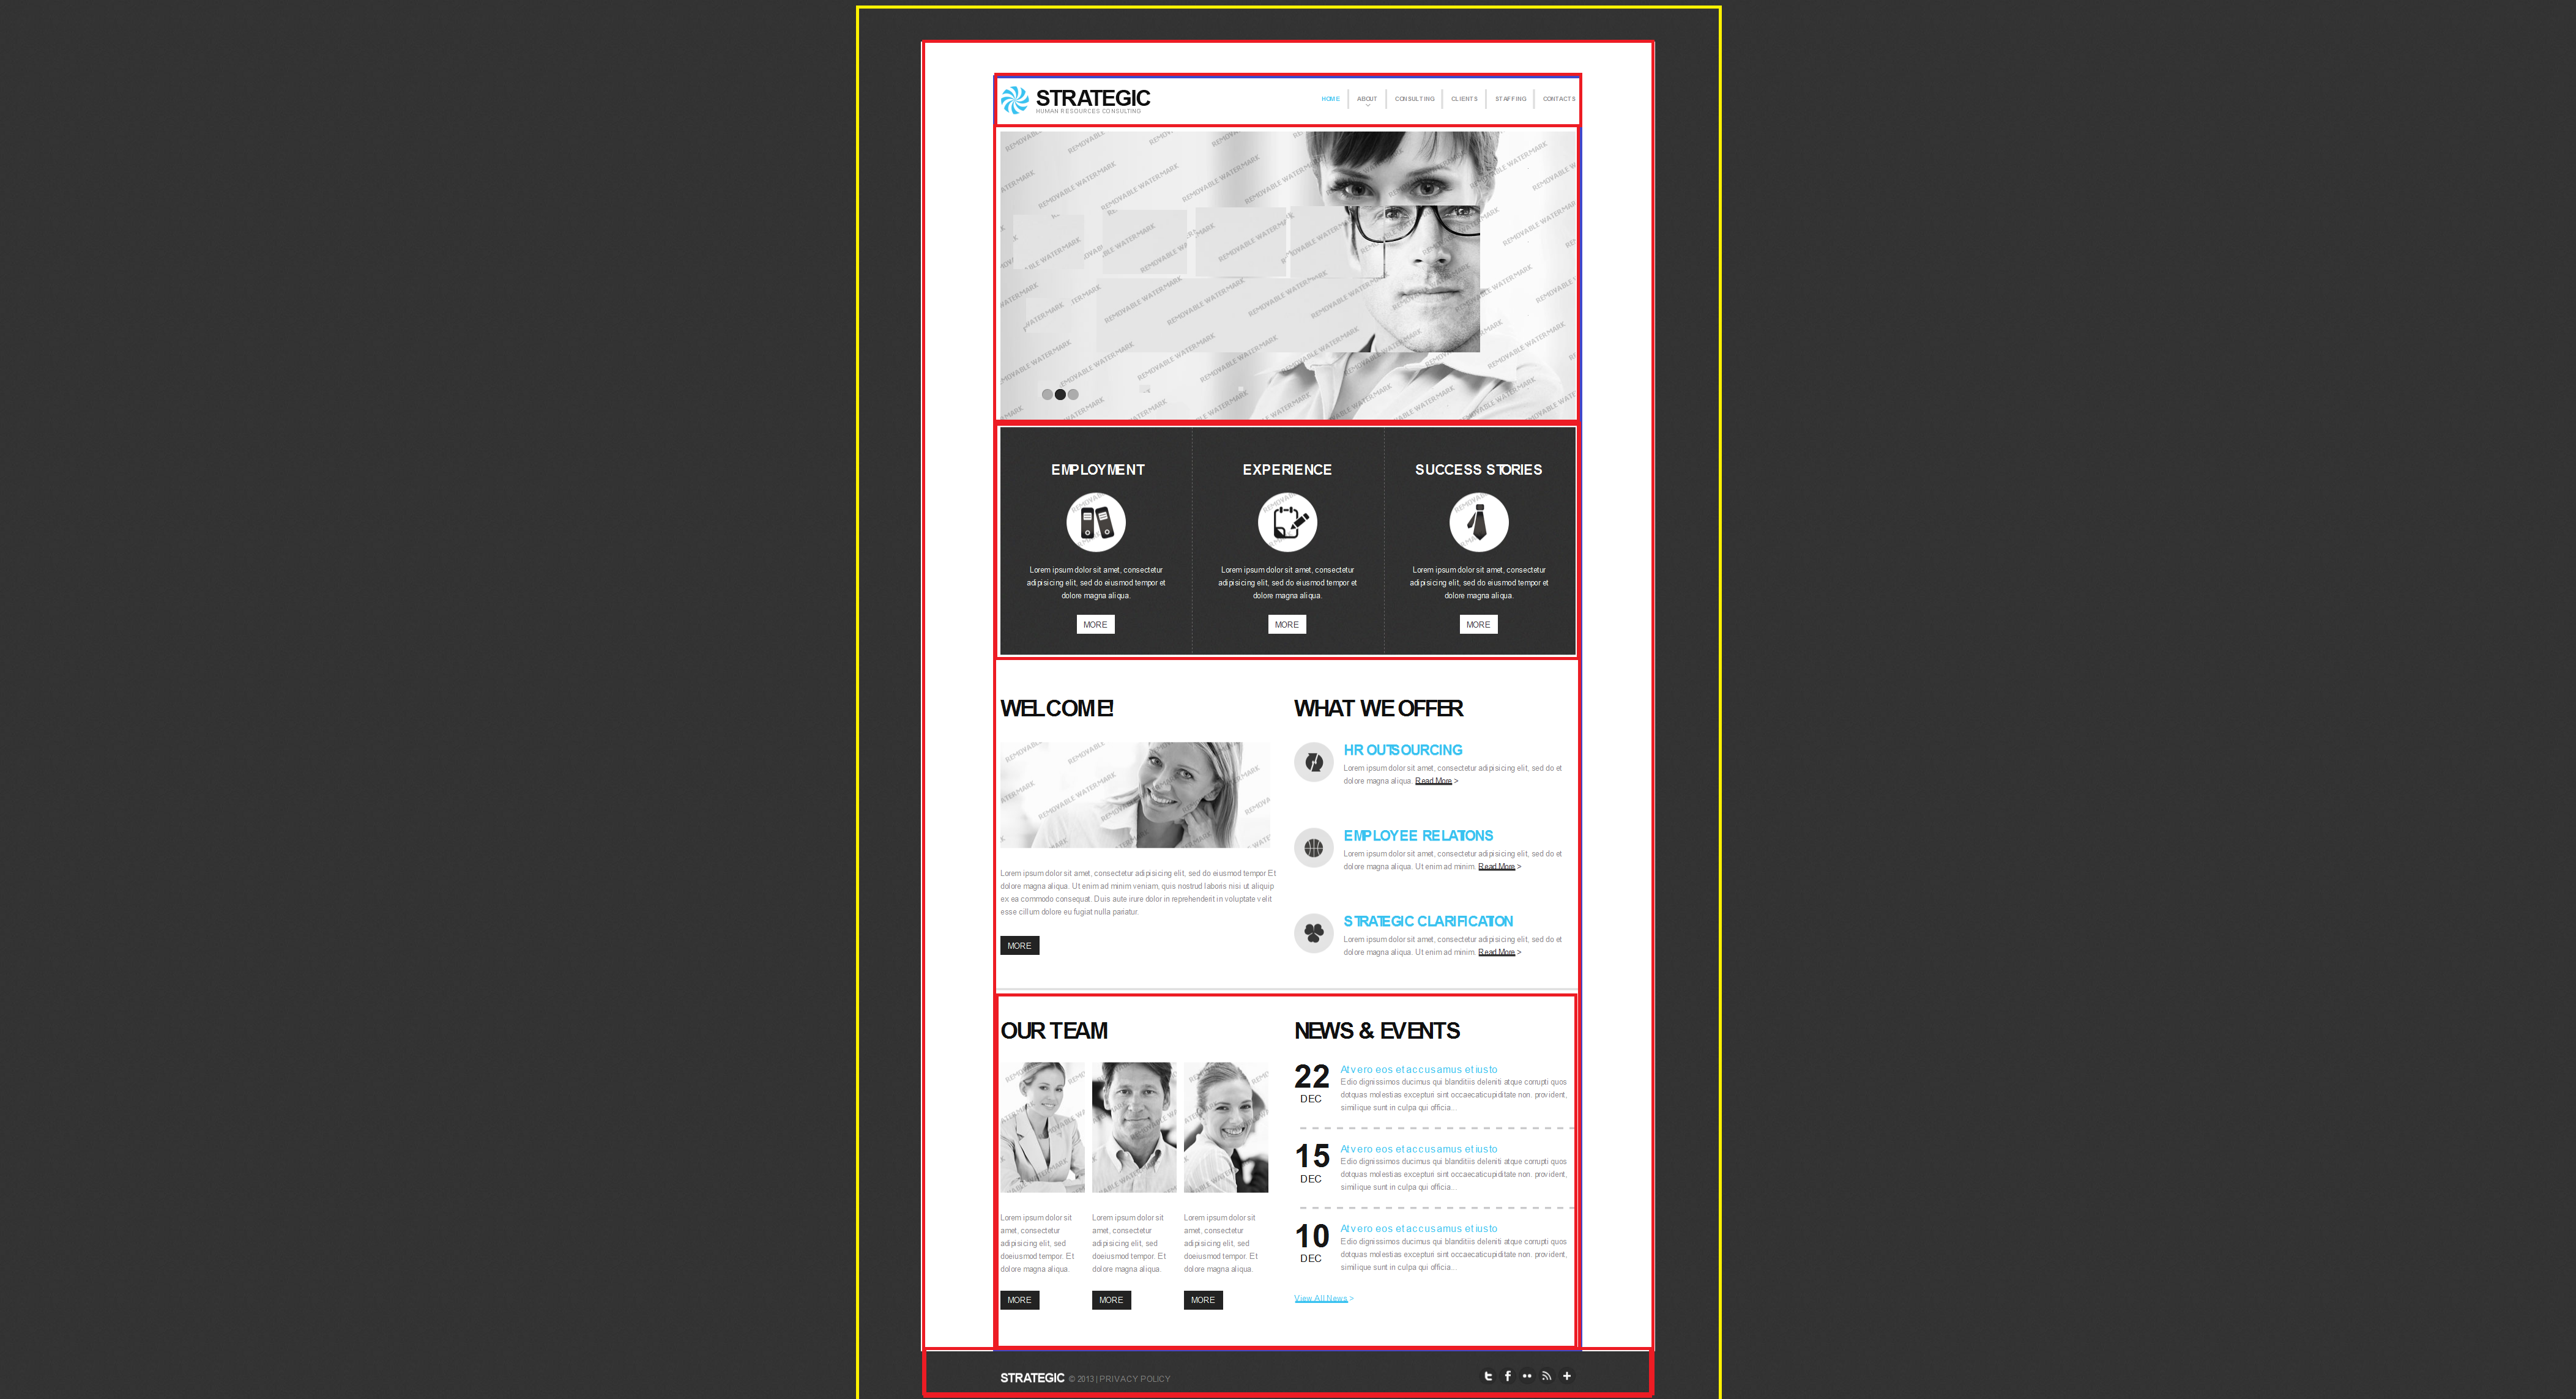 STRATEGIC
HUMAN RESOURCES CONSULTING
HOME
ABOUT
CONSULTING
CLIENTS
STAFFING
CONTACTS
REMOVABLE WATERMARK
EMPLOYMENT
Lorem ipsum dolor sit amet, consectetur
adipisicing elit, sed do eiusmod tempor et
dolore magna aliqua.
MORE
EXPERIENCE
Lorem ipsum dolor sit amet, consectetur
adipisicing elit, sed do eiusmod tempor et
dolore magna aliqua.
MORE
SUCCESS STORIES
Lorem ipsum dolor sit amet, consectetur
adipisicing elit, sed do eiusmod tempor et
dolore magna aliqua.
MORE
WELCOME!
Lorem ipsum dolor sit amet, consectetur adipisicing elit, sed do eiusmod tempor Et
dolore magna aliqua. Ut enim ad minim veniam, quis nostrud laboris nisi ut aliquip
ex ea commodo consequat. Duis aute irure dolor in reprehenderit in voluptate velit
esse cillum dolore eu fugiat nulla pariatur.
MORE
WHAT WE OFFER
HR OUTSOURCING
Lorem ipsum dolor sit amet, consectetur adipisicing elit, sed do et
dolore magna aliqua. Read More >
EMPLOYEE RELATIONS
Lorem ipsum dolor sit amet, consectetur adipisicing elit, sed do et
dolore magna aliqua. Ut enim ad minim. Read More >
STRATEGIC CLARIFICATION
Lorem ipsum dolor sit amet, consectetur adipisicing elit, sed do et
dolore magna aliqua. Ut enim ad minim. Read More >
OUR TEAM
Lorem ipsum dolor sit
amet, consectetur
adipisicing elit, sed
doeiusmod tempor. Et
dolore magna aliqua.
MORE
Lorem ipsum dolor sit
amet, consectetur
adipisicing elit, sed
doeiusmod tempor. Et
dolore magna aliqua.
MORE
Lorem ipsum dolor sit
amet, consectetur
adipisicing elit, sed
doeiusmod tempor. Et
dolore magna aliqua.
MORE
NEWS & EVENTS
22
DEC
At vero eos et accusamus et iusto
Edio dignissimos ducimus qui blanditiis deleniti atque corrupti quos
dotquas molestias excepturi sint occaecaticupiditate non. provident,
similique sunt in culpa qui officia...
15
DEC
At vero eos et accusamus et iusto
Edio dignissimos ducimus qui blanditiis deleniti atque corrupti quos
dotquas molestias excepturi sint occaecaticupiditate non. provident,
similique sunt in culpa qui officia...
10
DEC
At vero eos et accusamus et iusto
Edio dignissimos ducimus qui blanditiis deleniti atque corrupti quos
dotquas molestias excepturi sint occaecaticupiditate non. provident,
similique sunt in culpa qui officia...
View All News >
STRATEGIC © 2013 | PRIVACY POLICY